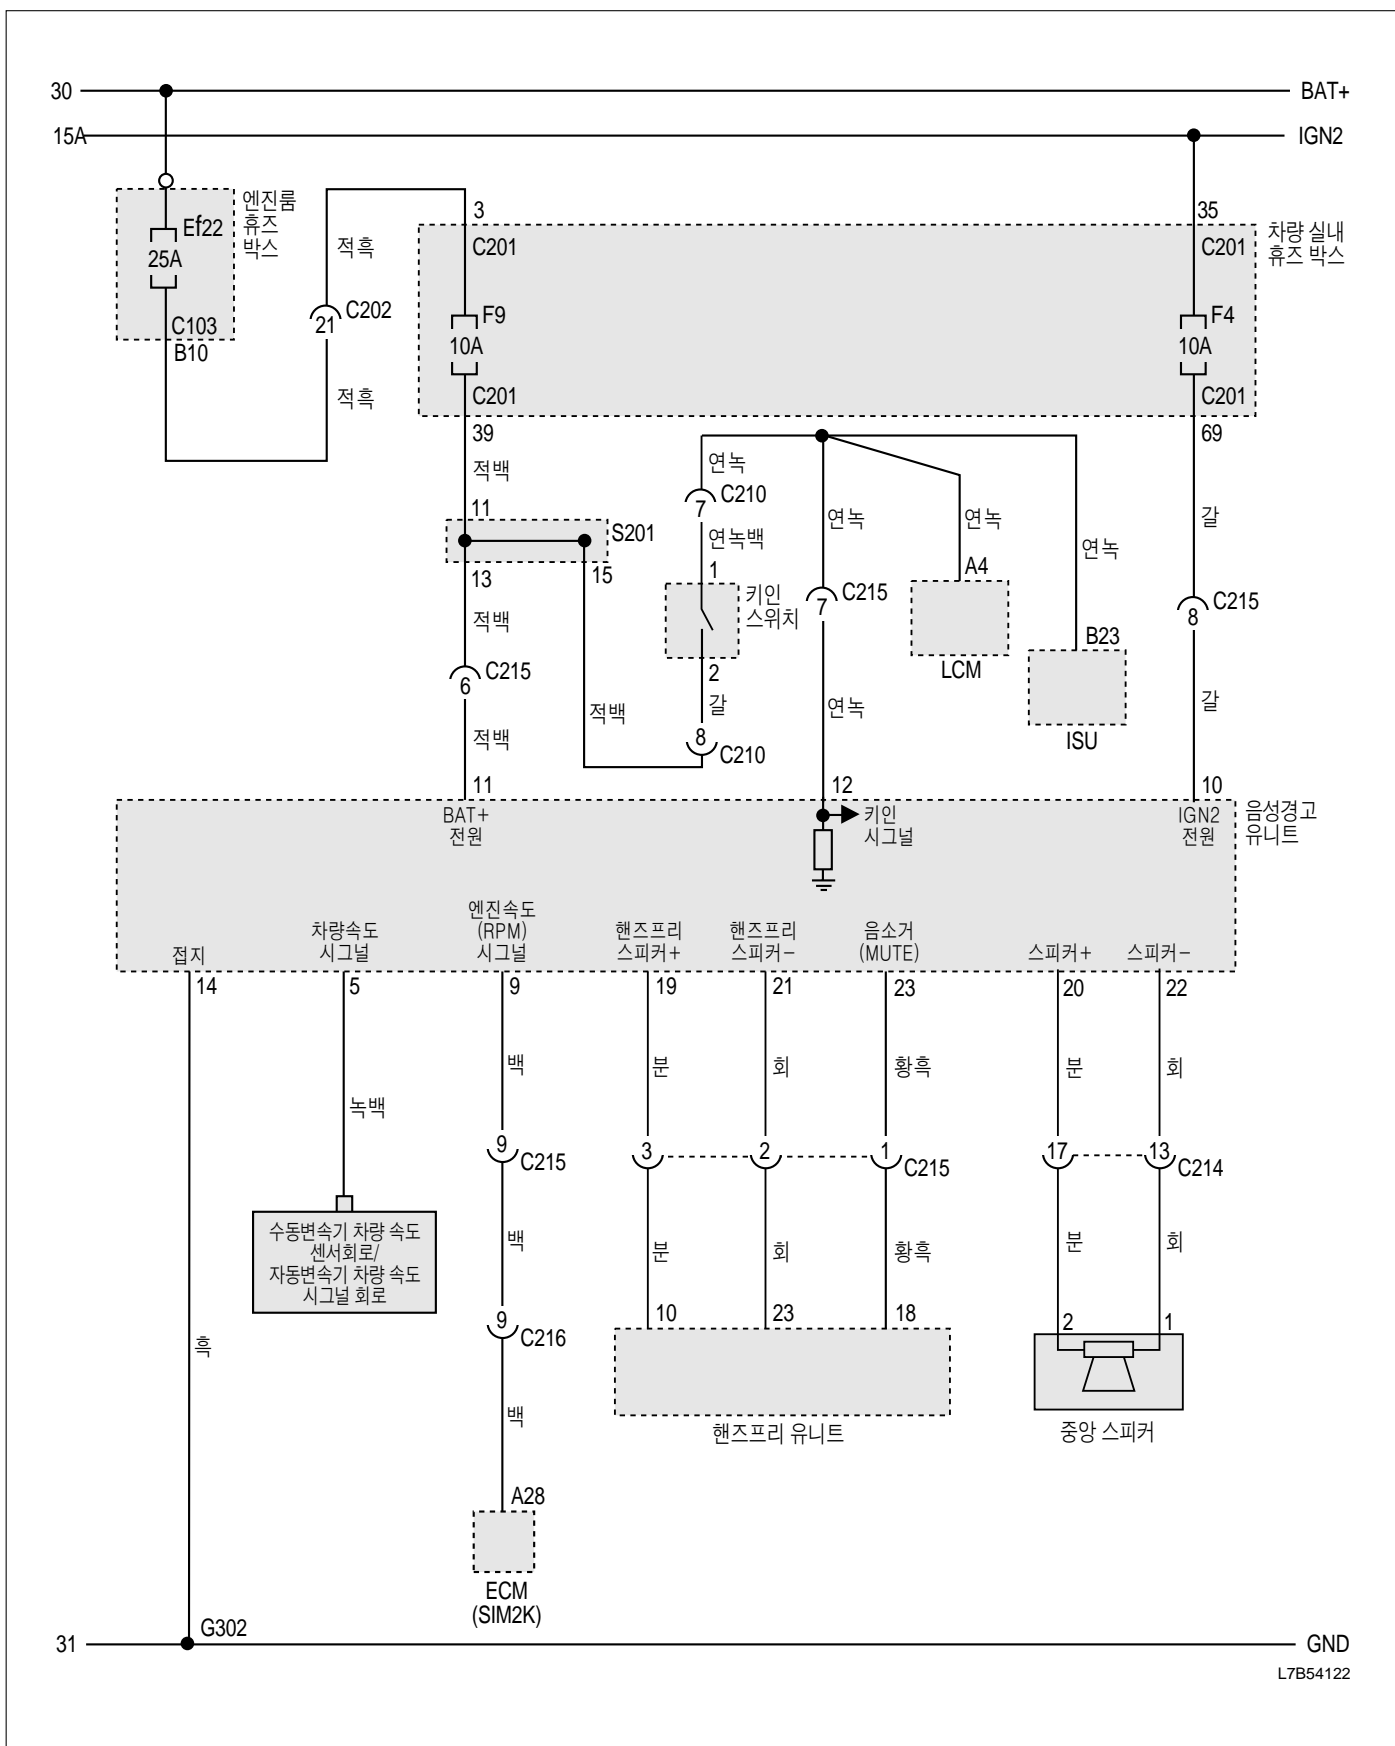 30
BAT+
15A
IGN2
엔진룸
휴즈
박스
Ef22
25A
C103
B10
적흑
21
C202
적흑
3
C201
F9
10A
C201
39
35
C201
차량 실내
휴즈 박스
F4
10A
C201
69
적백
11
S201
13
15
적백
6
C215
적백
11
적백
연녹
7
C210
연녹백
1
키인
스위치
2
갈
8
C210
연녹
7
C215
연녹
12
연녹
A4
LCM
연녹
B23
ISU
갈
8
C215
갈
10
음성경고
유니트
BAT+
전원
키인
시그널
IGN2
전원
접지
차량속도
시그널
엔진속도
(RPM)
시그널
핸즈프리
스피커+
핸즈프리
스피커−
음소거
(MUTE)
스피커+
스피커−
14
5
9
19
21
23
20
22
백
분
회
황흑
분
회
녹백
9
C215
3
2
1
C215
17
13
C214
수동변속기 차량 속도
센서회로/
자동변속기 차량 속도
시그널 회로
백
분
회
황흑
분
회
9
C216
10
23
18
2
1
흑
백
핸즈프리 유니트
중앙 스피커
A28
ECM
(SIM2K)
G302
31
GND
L7B54122